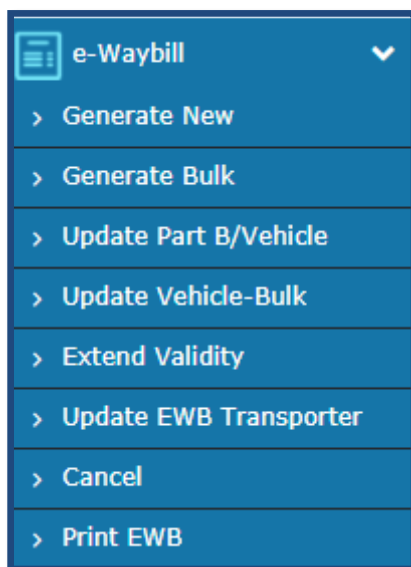 e-Waybill
Generate New
Generate Bulk
Update Part B/Vehicle
Update Vehicle-Bulk
Extend Validity
Update EWB Transporter
Cancel
Print EWB